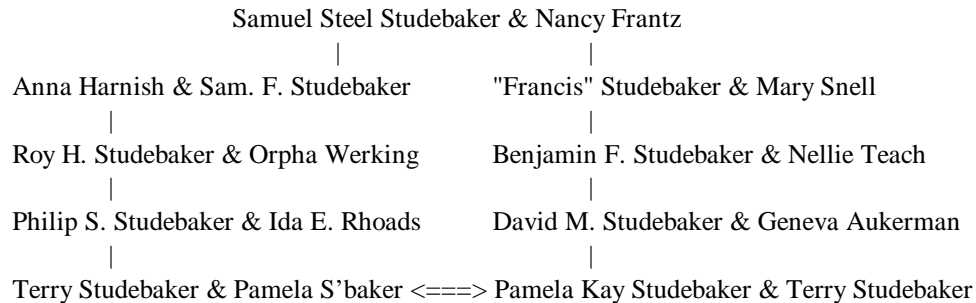 Samuel Steel Studebaker & Nancy Frantz
| |
Anna Harnish & Sam. F. Studebaker "Francis" Studebaker & Mary Snell
| |
Roy H. Studebaker & Orpha Werking Benjamin F. Studebaker & Nellie Teach
| |
Philip S. Studebaker & Ida E. Rhoads David M. Studebaker & Geneva Aukerman
| |
Terry Studebaker & Pamela S’baker <===> Pamela Kay Studebaker & Terry Studebaker